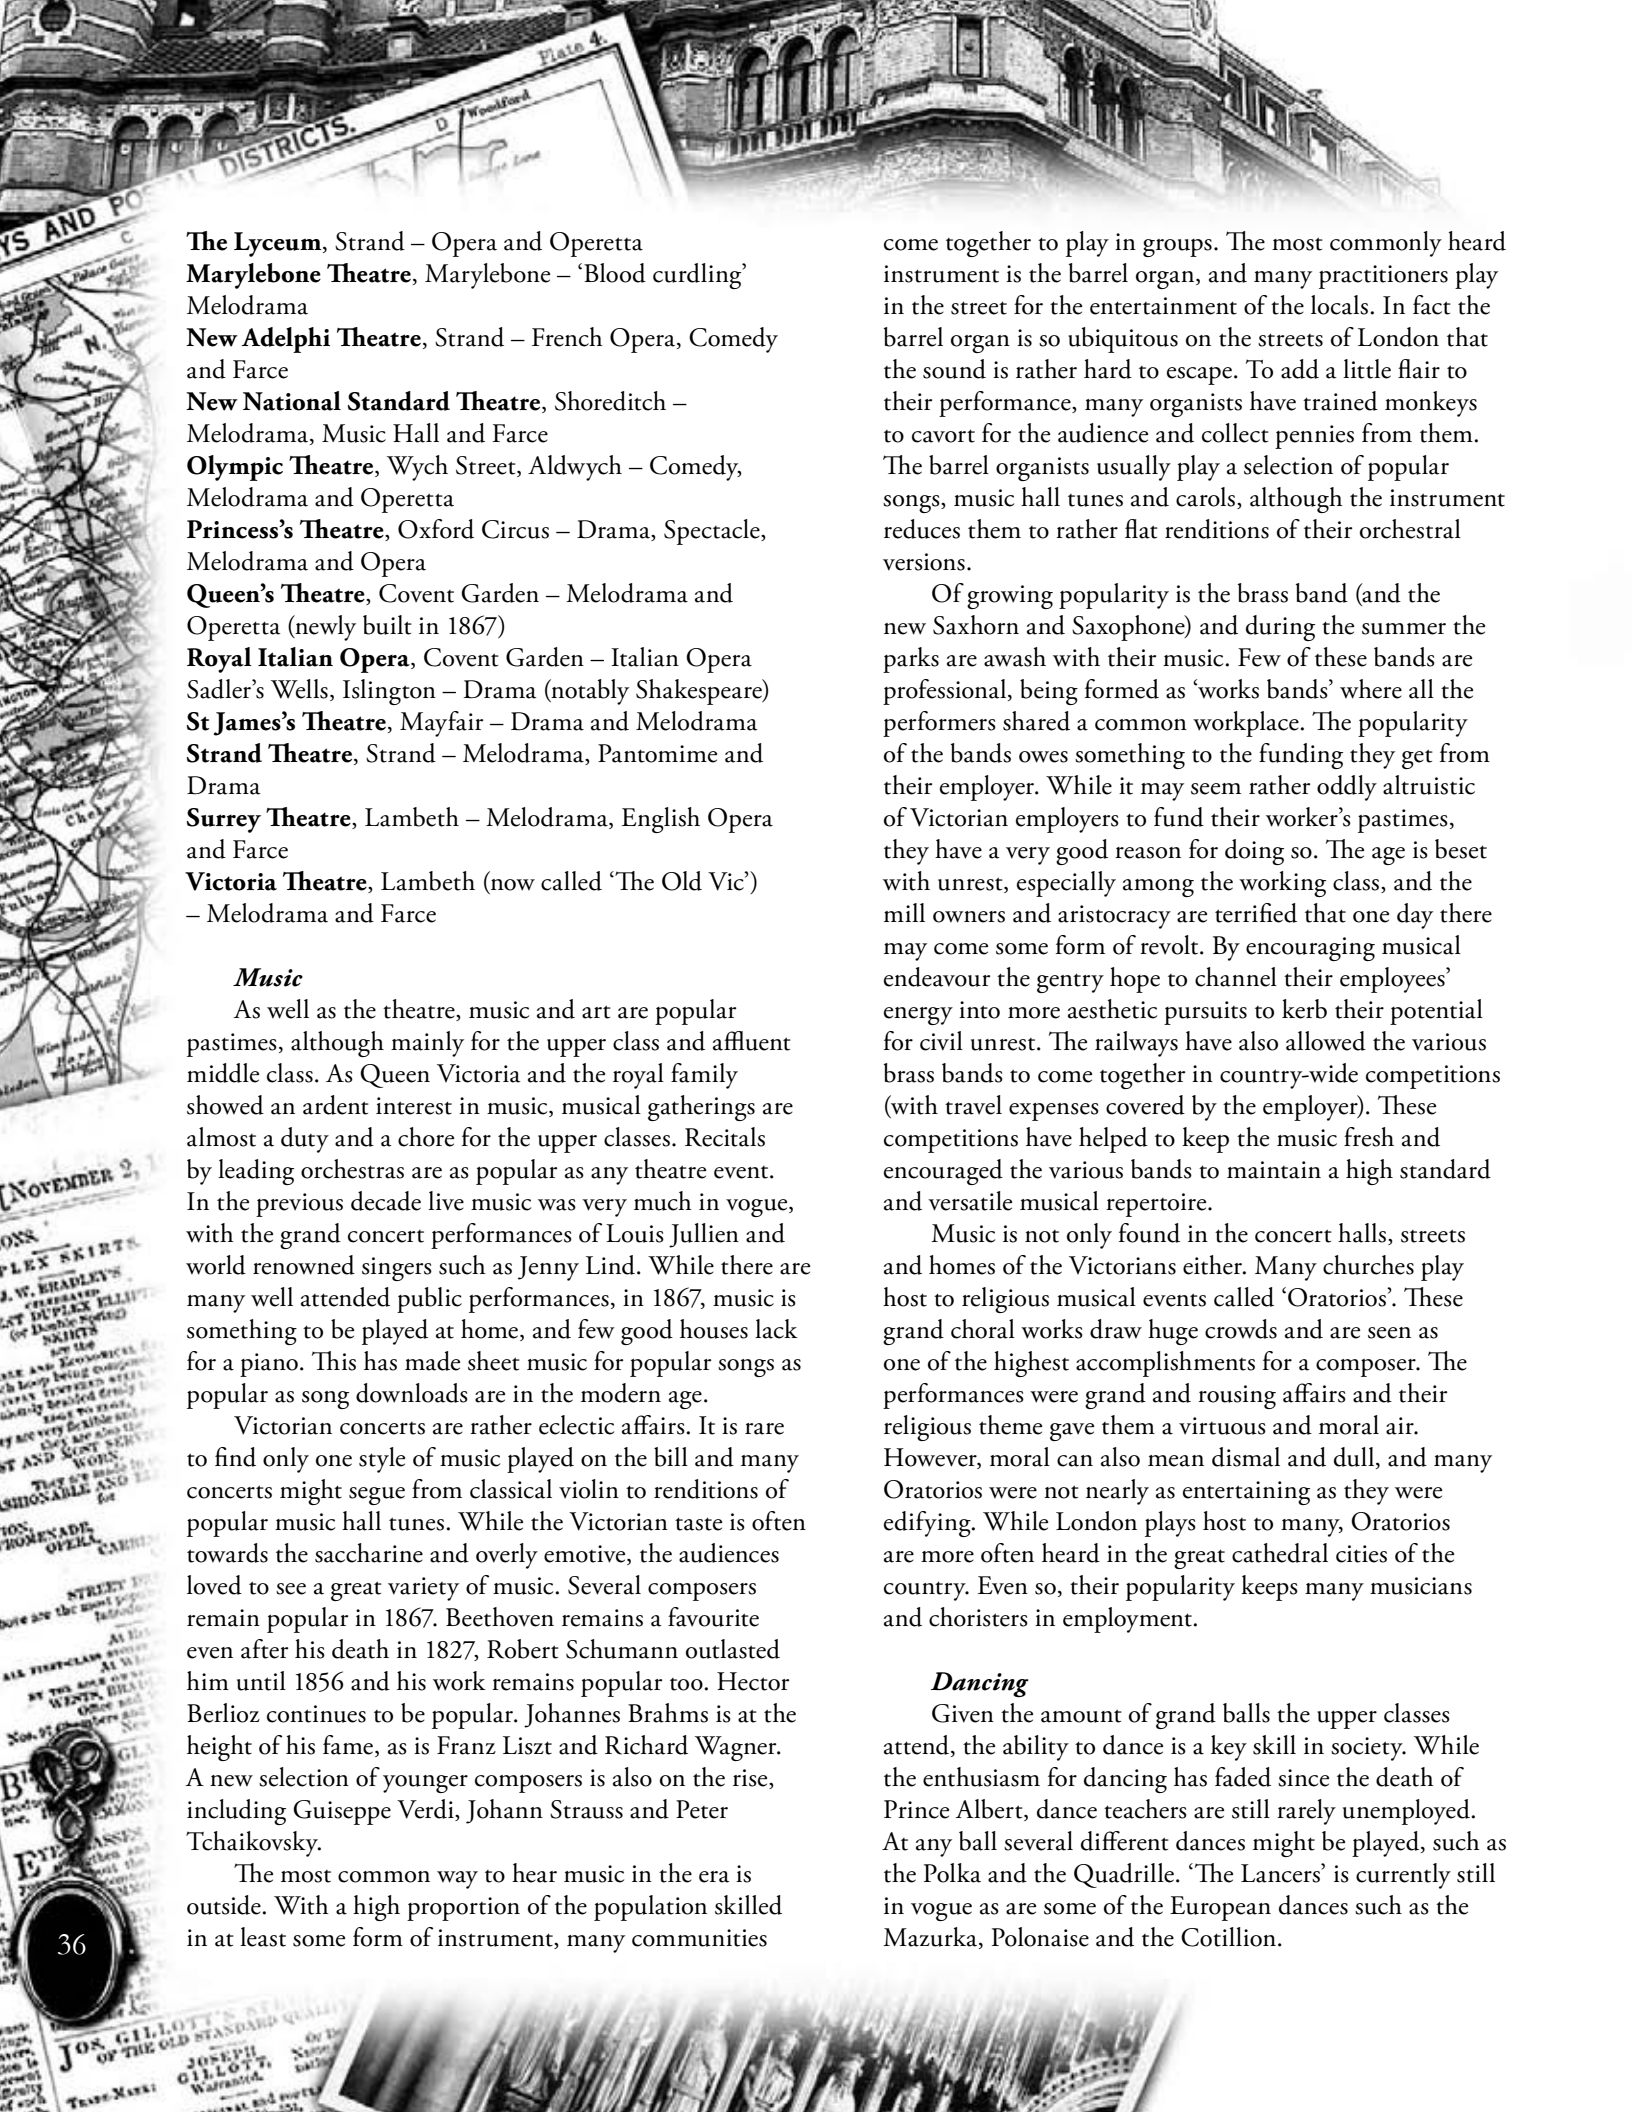 Plate 4.
D
Woodford
DISTRICTS.
YS AND PO
C
N.
The Lyceum, Strand – Opera and Operetta
Marylebone Theatre, Marylebone – ‘Blood curdling’
Melodrama
New Adelphi Theatre, Strand – French Opera, Comedy
and Farce
New National Standard Theatre, Shoreditch –
Melodrama, Music Hall and Farce
Olympic Theatre, Wych Street, Aldwych – Comedy,
Melodrama and Operetta
Princess’s Theatre, Oxford Circus – Drama, Spectacle,
Melodrama and Opera
Queen’s Theatre, Covent Garden – Melodrama and
Operetta (newly built in 1867)
Royal Italian Opera, Covent Garden – Italian Opera
Sadler’s Wells, Islington – Drama (notably Shakespeare)
St James’s Theatre, Mayfair – Drama and Melodrama
Strand Theatre, Strand – Melodrama, Pantomime and
Drama
Surrey Theatre, Lambeth – Melodrama, English Opera
and Farce
Victoria Theatre, Lambeth (now called ‘The Old Vic’)
– Melodrama and Farce
Music
As well as the theatre, music and art are popular
pastimes, although mainly for the upper class and affluent
middle class. As Queen Victoria and the royal family
showed an ardent interest in music, musical gatherings are
almost a duty and a chore for the upper classes. Recitals
by leading orchestras are as popular as any theatre event.
In the previous decade live music was very much in vogue,
with the grand concert performances of Louis Jullien and
world renowned singers such as Jenny Lind. While there are
many well attended public performances, in 1867, music is
something to be played at home, and few good houses lack
for a piano. This has made sheet music for popular songs as
popular as song downloads are in the modern age.
Victorian concerts are rather eclectic affairs. It is rare
to find only one style of music played on the bill and many
concerts might segue from classical violin to renditions of
popular music hall tunes. While the Victorian taste is often
towards the saccharine and overly emotive, the audiences
loved to see a great variety of music. Several composers
remain popular in 1867. Beethoven remains a favourite
even after his death in 1827, Robert Schumann outlasted
him until 1856 and his work remains popular too. Hector
Berlioz continues to be popular. Johannes Brahms is at the
height of his fame, as is Franz Liszt and Richard Wagner.
A new selection of younger composers is also on the rise,
including Guiseppe Verdi, Johann Strauss and Peter
Tchaikovsky.
The most common way to hear music in the era is
outside. With a high proportion of the population skilled
in at least some form of instrument, many communities
come together to play in groups. The most commonly heard
instrument is the barrel organ, and many practitioners play
in the street for the entertainment of the locals. In fact the
barrel organ is so ubiquitous on the streets of London that
the sound is rather hard to escape. To add a little flair to
their performance, many organists have trained monkeys
to cavort for the audience and collect pennies from them.
The barrel organists usually play a selection of popular
songs, music hall tunes and carols, although the instrument
reduces them to rather flat renditions of their orchestral
versions.
Of growing popularity is the brass band (and the
new Saxhorn and Saxophone) and during the summer the
parks are awash with their music. Few of these bands are
professional, being formed as ‘works bands’ where all the
performers shared a common workplace. The popularity
of the bands owes something to the funding they get from
their employer. While it may seem rather oddly altruistic
of Victorian employers to fund their worker’s pastimes,
they have a very good reason for doing so. The age is beset
with unrest, especially among the working class, and the
mill owners and aristocracy are terrified that one day there
may come some form of revolt. By encouraging musical
endeavour the gentry hope to channel their employees’
energy into more aesthetic pursuits to kerb their potential
for civil unrest. The railways have also allowed the various
brass bands to come together in country-wide competitions
(with travel expenses covered by the employer). These
competitions have helped to keep the music fresh and
encouraged the various bands to maintain a high standard
and versatile musical repertoire.
Music is not only found in the concert halls, streets
and homes of the Victorians either. Many churches play
host to religious musical events called ‘Oratorios’. These
grand choral works draw huge crowds and are seen as
one of the highest accomplishments for a composer. The
performances were grand and rousing affairs and their
religious theme gave them a virtuous and moral air.
However, moral can also mean dismal and dull, and many
Oratorios were not nearly as entertaining as they were
edifying. While London plays host to many, Oratorios
are more often heard in the great cathedral cities of the
country. Even so, their popularity keeps many musicians
and choristers in employment.
Dancing
Given the amount of grand balls the upper classes
attend, the ability to dance is a key skill in society. While
the enthusiasm for dancing has faded since the death of
Prince Albert, dance teachers are still rarely unemployed.
At any ball several different dances might be played, such as
the Polka and the Quadrille. ‘The Lancers’ is currently still
in vogue as are some of the European dances such as the
Mazurka, Polonaise and the Cotillion.
[NOVEMBER 2,
SKIRTS
J. W. BRADLEY'S
PROMENADE
OPERA
36
JOS. GILLOTT'S
OF THE OLD STANDARD
JOSEPH
GILLOTT,
Warranted.
TRADE-MARK: